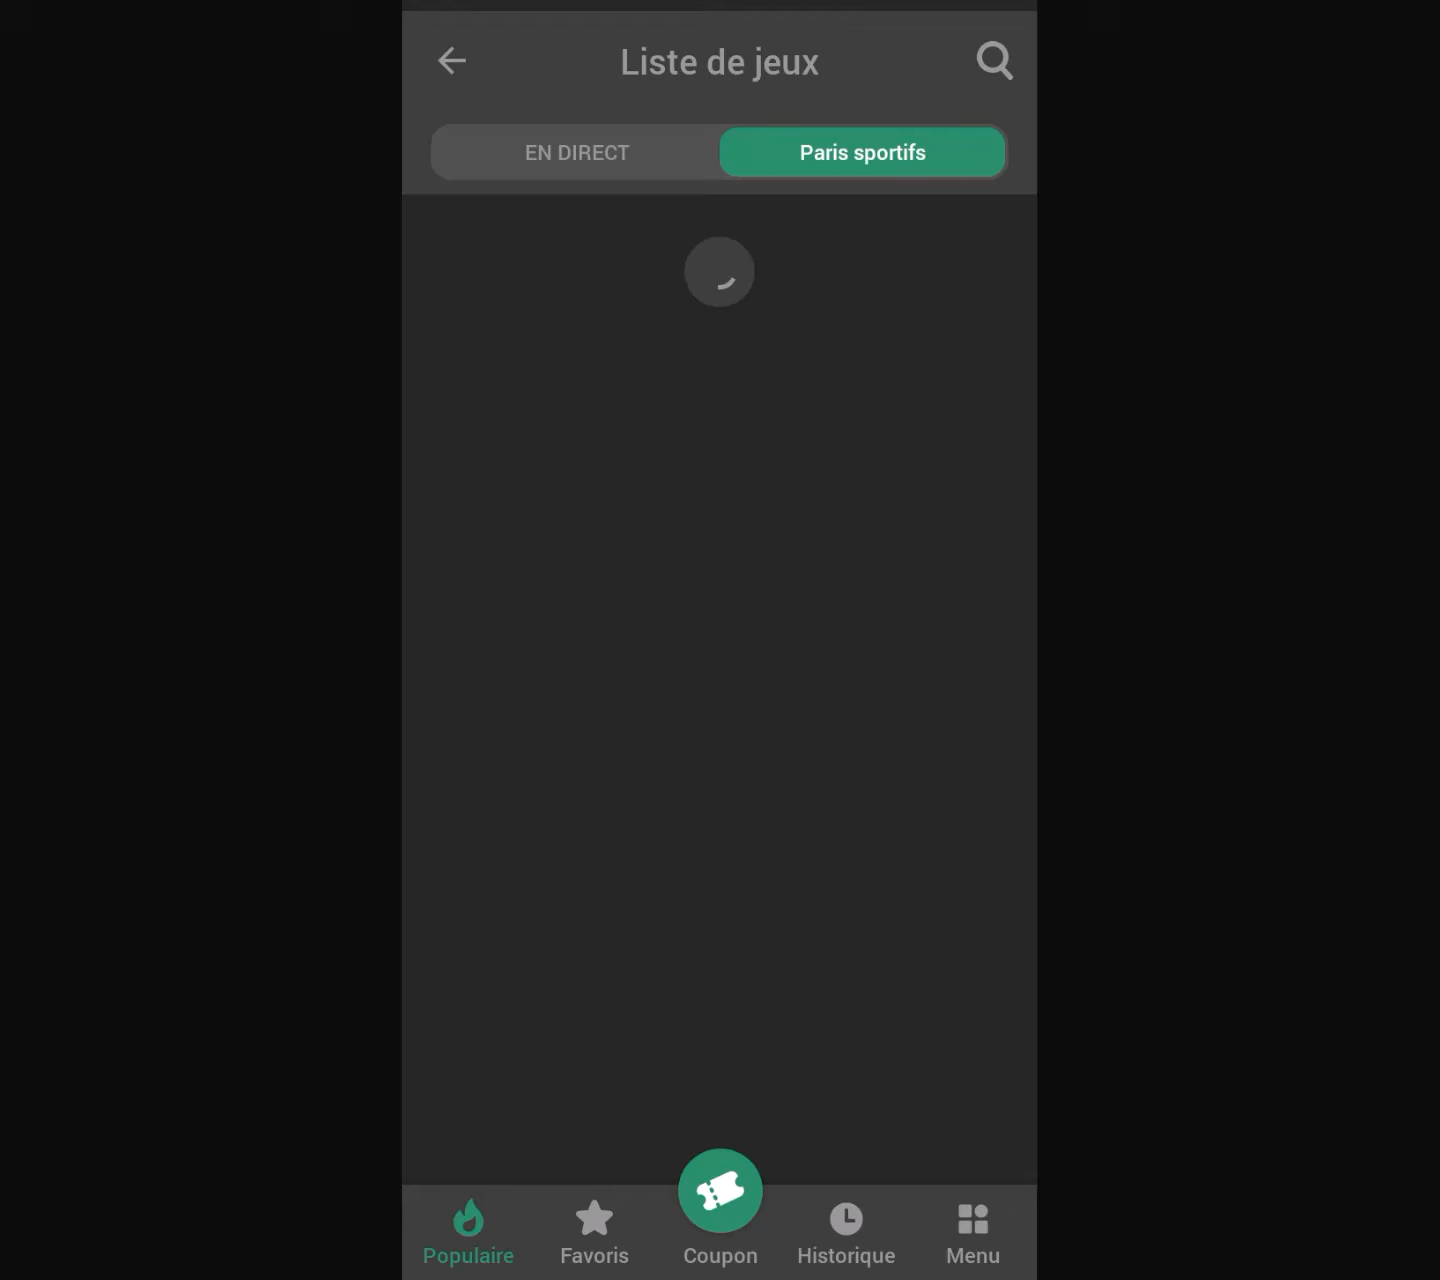 Liste de jeux
EN DIRECT
Paris sportifs
Populaire
Favoris
Coupon
Historique
Menu